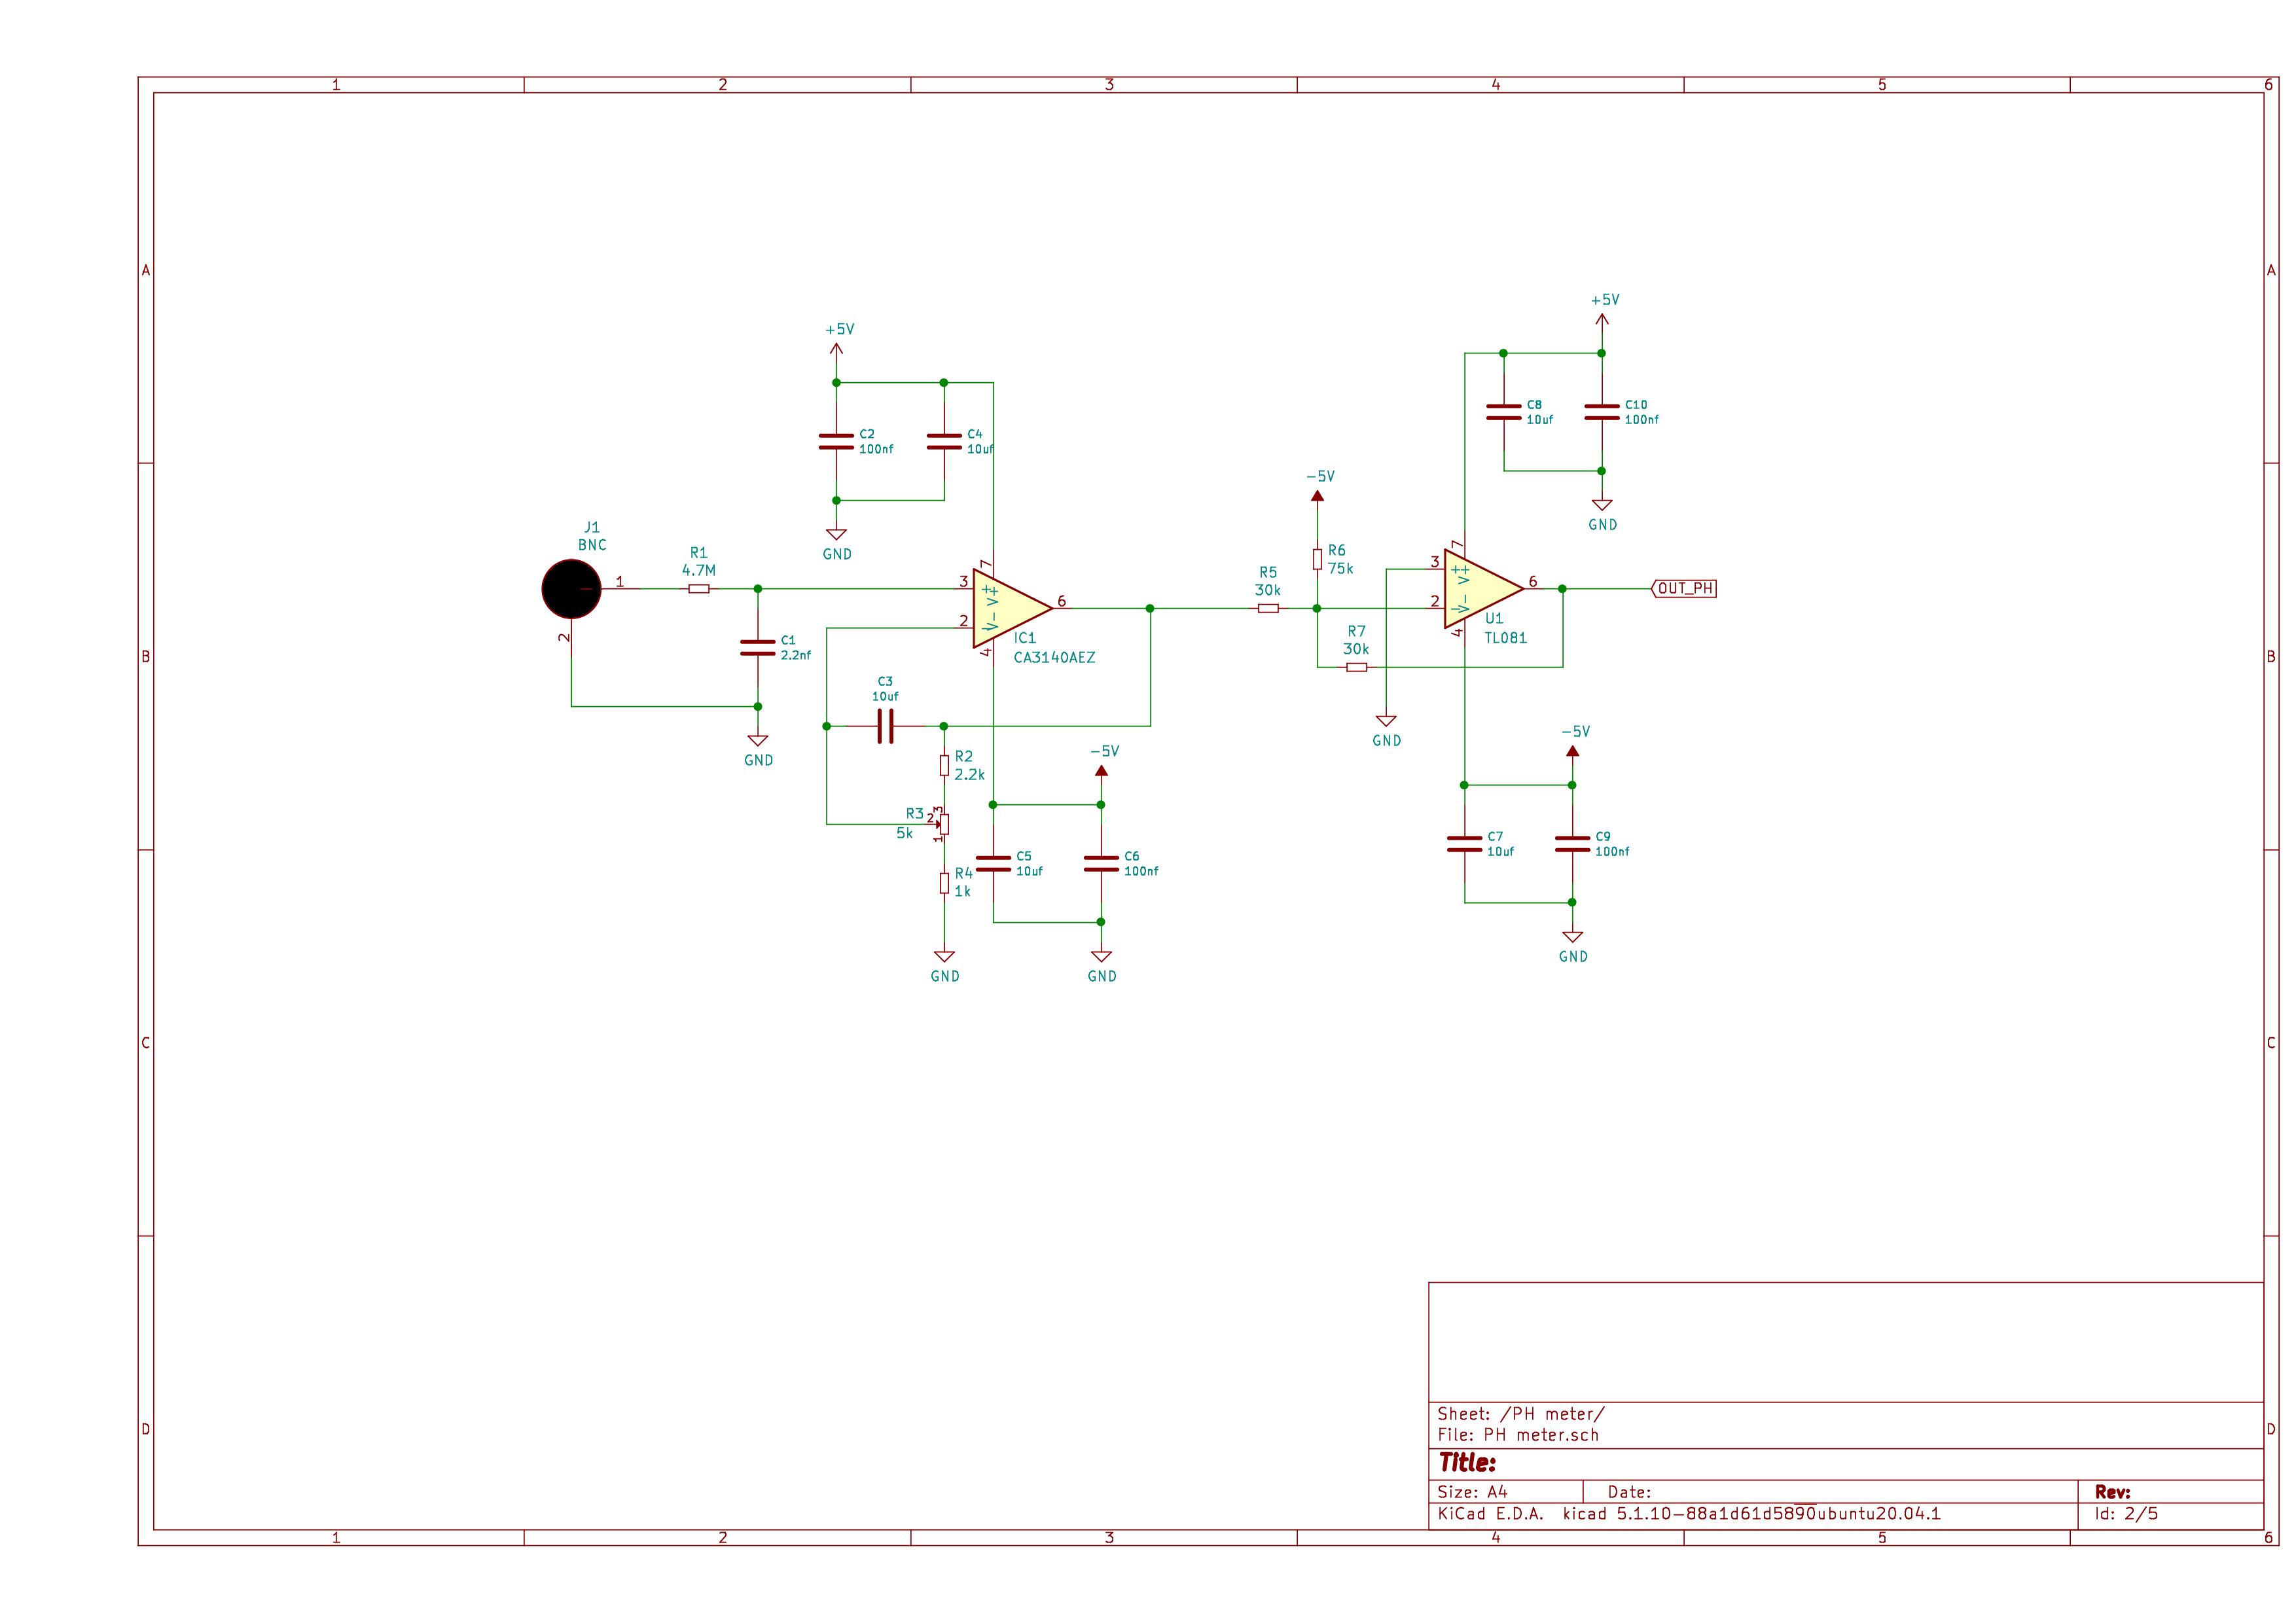 1 2 3 4 5 6
A A
B B
C C
D D
1 2 3 4 5 6
+5V
C2
100nf
C4
10uf
GND
J1
BNC
1
2
R1
4.7M
C1
2.2nf
GND
3
2
7
4
6
+
-
V+
V-
IC1
CA3140AEZ
C3
10uf
R2
2.2k
R3
5k
3
2
1
R4
1k
GND
-5V
C5
10uf
C6
100nf
GND
R5
30k
-5V
R6
75k
R7
30k
GND
+5V
C8
10uf
C10
100nf
GND
3
2
7
4
6
+
-
V+
V-
U1
TL081
OUT_PH
-5V
C7
10uf
C9
100nf
GND
Sheet: /PH meter/
File: PH meter.sch
Title:
Size: A4 Date: Rev:
KiCad E.D.A. kicad 5.1.10-88a1d61d5890ubuntu20.04.1 Id: 2/5